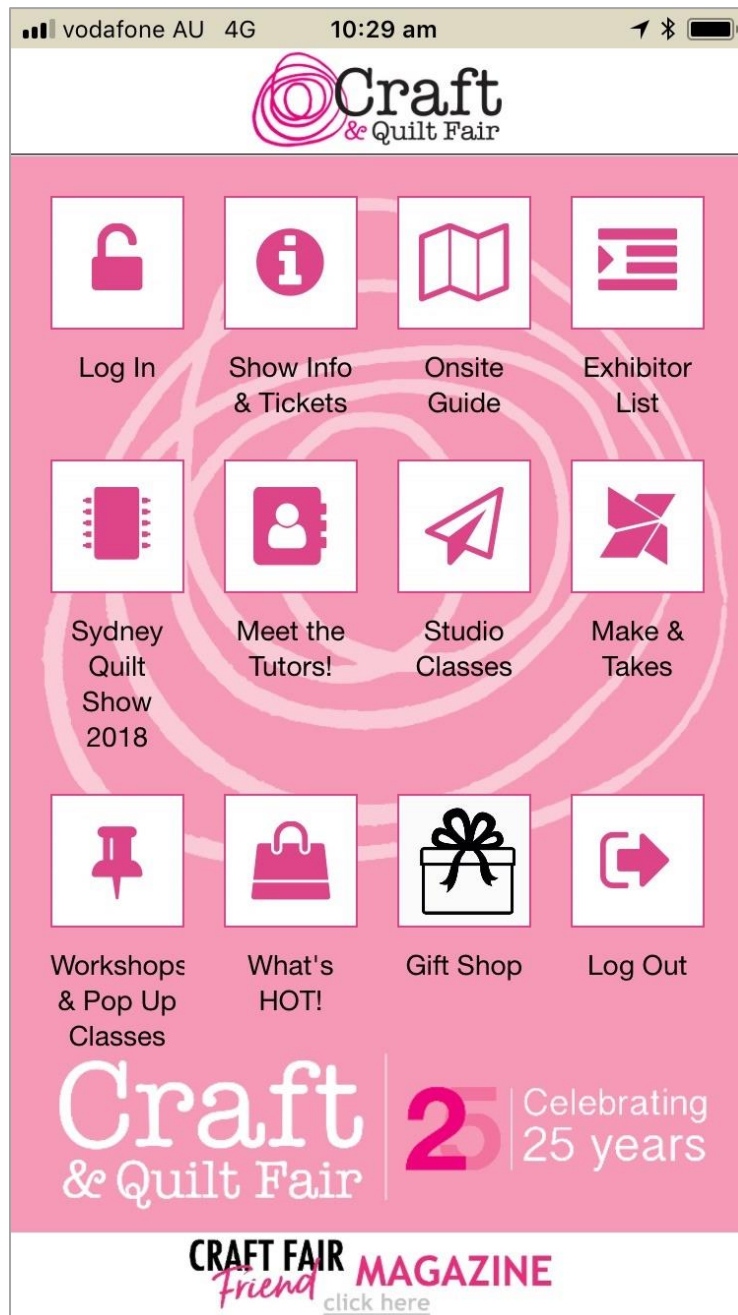 vodafone AU 4G 10:29 am
Craft
& Quilt Fair
Log In
Show Info
& Tickets
Onsite
Guide
Exhibitor
List
Sydney
Quilt
Show
2018
Meet the
Tutors!
Studio
Classes
Make &
Takes
Workshops
& Pop Up
Classes
What's
HOT!
Gift Shop
Log Out
Craft
& Quilt Fair
25
Celebrating
25 years
CRAFT FAIR
Friend
MAGAZINE
click here